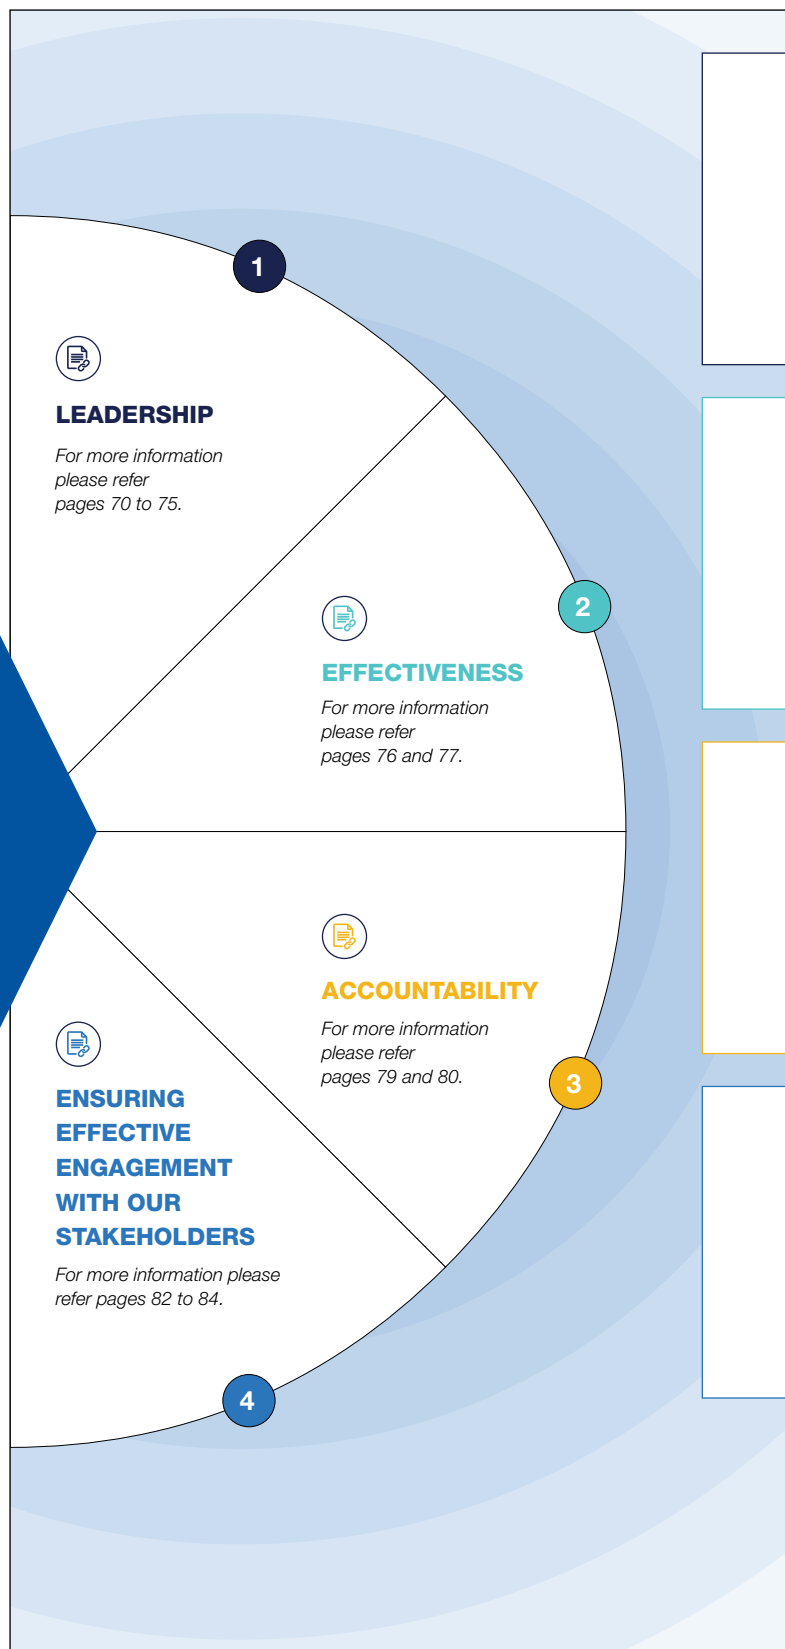 1
LEADERSHIP
For more information
please refer
pages 70 to 75.
2
EFFECTIVENESS
For more information
please refer
pages 76 and 77.
ACCOUNTABILITY
For more information
please refer
pages 79 and 80.
3
ENSURING
EFFECTIVE
ENGAGEMENT
WITH OUR
STAKEHOLDERS
For more information please
refer pages 82 to 84.
4